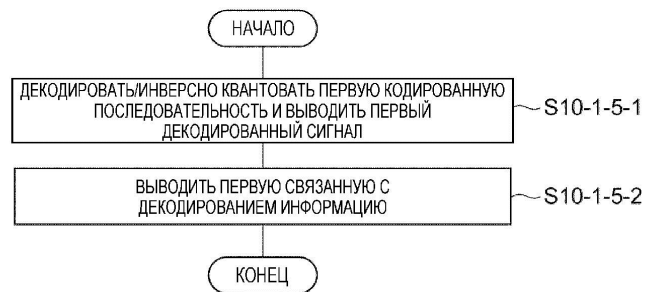 НАЧАЛО
ДЕКОДИРОВАТЬ/ИНВЕРСНО КВАНТОВАТЬ ПЕРВУЮ КОДИРОВАННУЮ
ПОСЛЕДОВАТЕЛЬНОСТЬ И ВЫВОДИТЬ ПЕРВЫЙ
ДЕКОДИРОВАННЫЙ СИГНАЛ
S10-1-5-1
ВЫВОДИТЬ ПЕРВУЮ СВЯЗАННУЮ С
ДЕКОДИРОВАНИЕМ ИНФОРМАЦИЮ
S10-1-5-2
КОНЕЦ